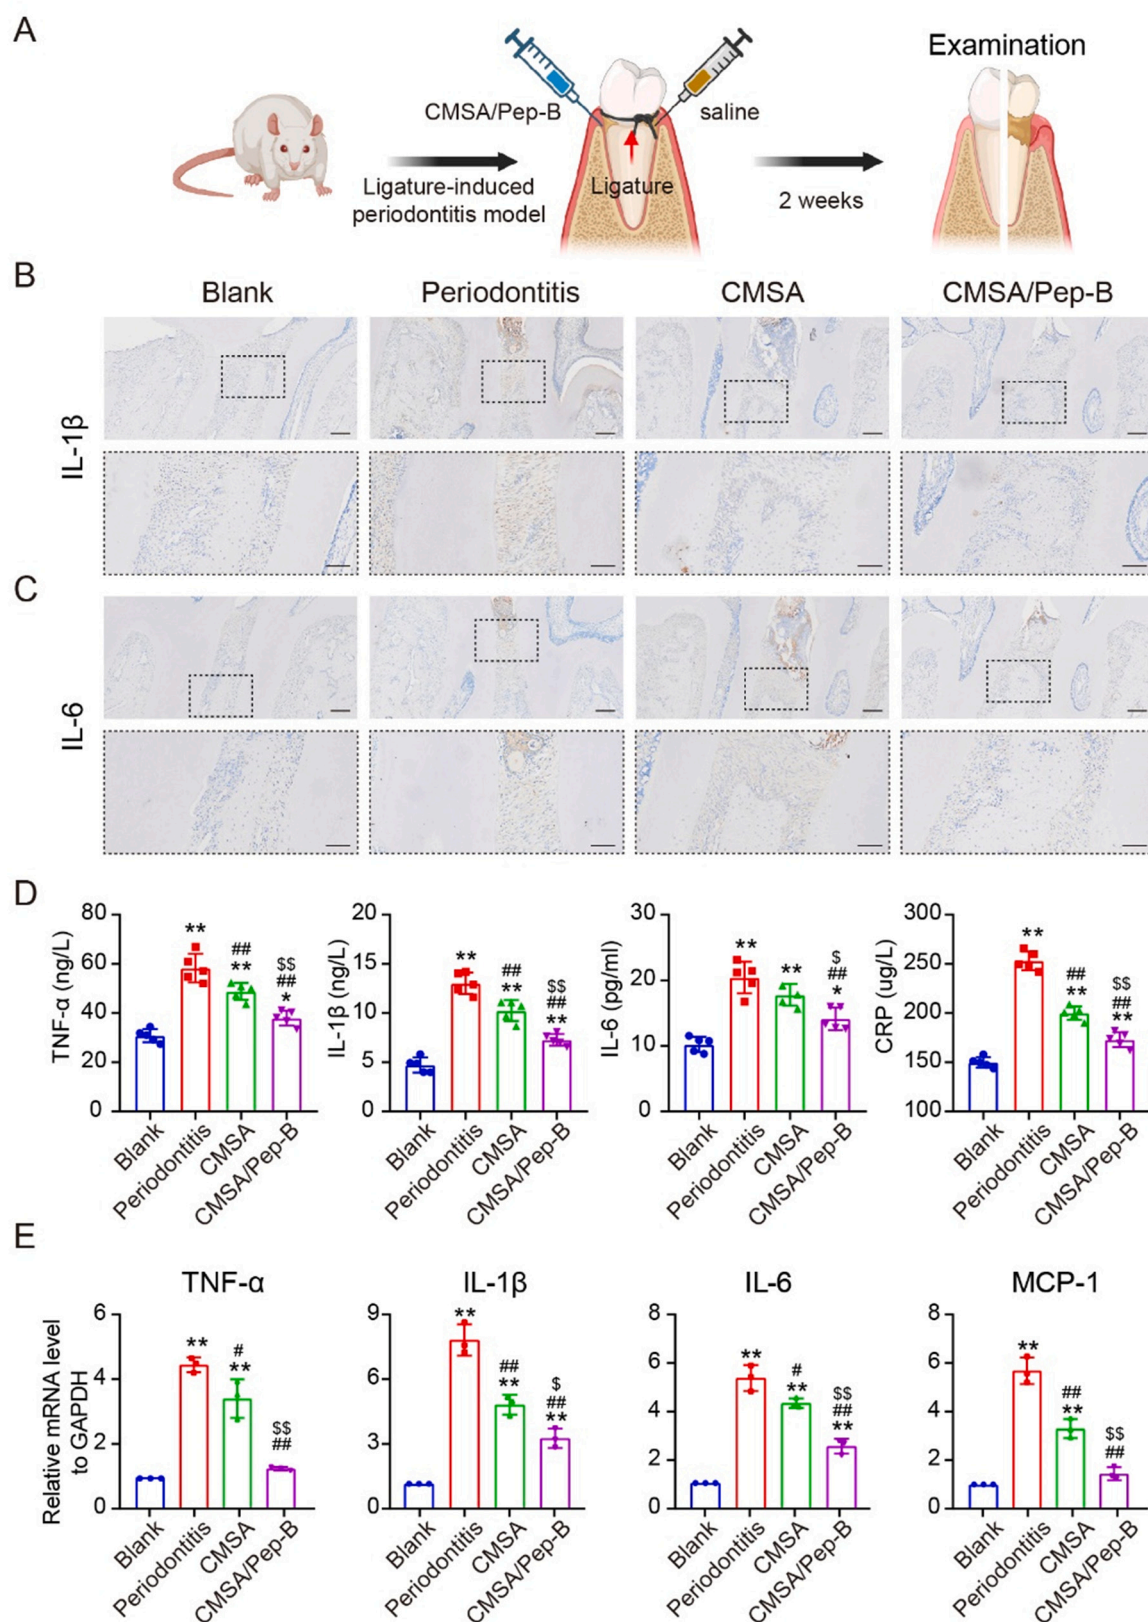 A
Examination
CMSA/Pep-B
saline
Ligature-induced
periodontitis model
Ligature
2 weeks
B
Blank
Periodontitis
CMSA
CMSA/Pep-B
IL-1β
C
IL-6
D
TNF-α (ng/L)
80
60
40
20
0
**
##
**
$$
##
*
Blank
Periodontitis
CMSA
CMSA/Pep-B
IL-1β (ng/L)
20
15
10
5
0
**
##
**
$$
##
**
Blank
Periodontitis
CMSA
CMSA/Pep-B
IL-6 (pg/ml)
30
20
10
0
**
**
$
##
*
Blank
Periodontitis
CMSA
CMSA/Pep-B
CRP (ug/L)
300
250
200
150
100
**
##
**
$$
##
**
Blank
Periodontitis
CMSA
CMSA/Pep-B
E
Relative mRNA level
to GAPDH
TNF-α
6
4
2
0
**
#
**
$$
##
Blank
Periodontitis
CMSA
CMSA/Pep-B
IL-1β
9
6
3
0
**
##
**
$
##
**
Blank
Periodontitis
CMSA
CMSA/Pep-B
IL-6
8
6
4
2
0
**
#
**
$$
##
**
Blank
Periodontitis
CMSA
CMSA/Pep-B
MCP-1
8
6
4
2
0
**
##
**
$$
##
Blank
Periodontitis
CMSA
CMSA/Pep-B